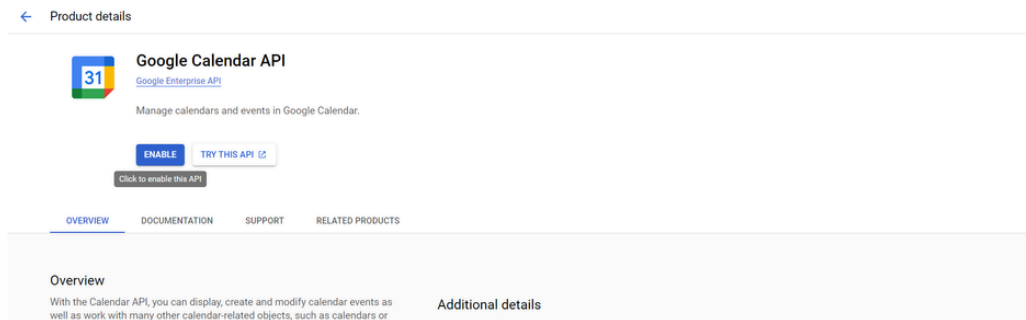 Product details
Google Calendar API
31
Google Enterprise API
Manage calendars and events in Google Calendar.
ENABLE TRY THIS API
Click to enable this API
OVERVIEW DOCUMENTATION SUPPORT RELATED PRODUCTS
Overview
With the Calendar API, you can display, create and modify calendar events as
well as work with many other calendar-related objects, such as calendars or
Additional details